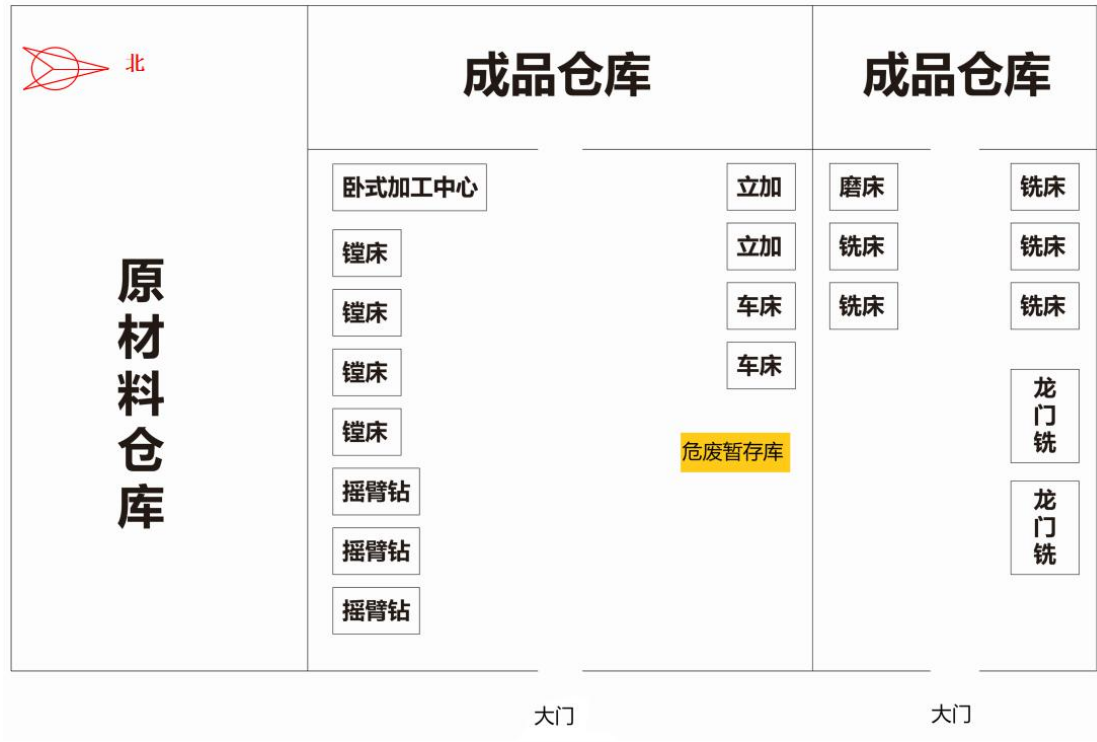 北
成品仓库
成品仓库
原材料仓库
卧式加工中心
镗床
镗床
镗床
镗床
摇臂钻
摇臂钻
摇臂钻
立加
立加
车床
车床
危废暂存库
磨床
铣床
铣床
铣床
铣床
铣床
龙门铣
龙门铣
大门
大门